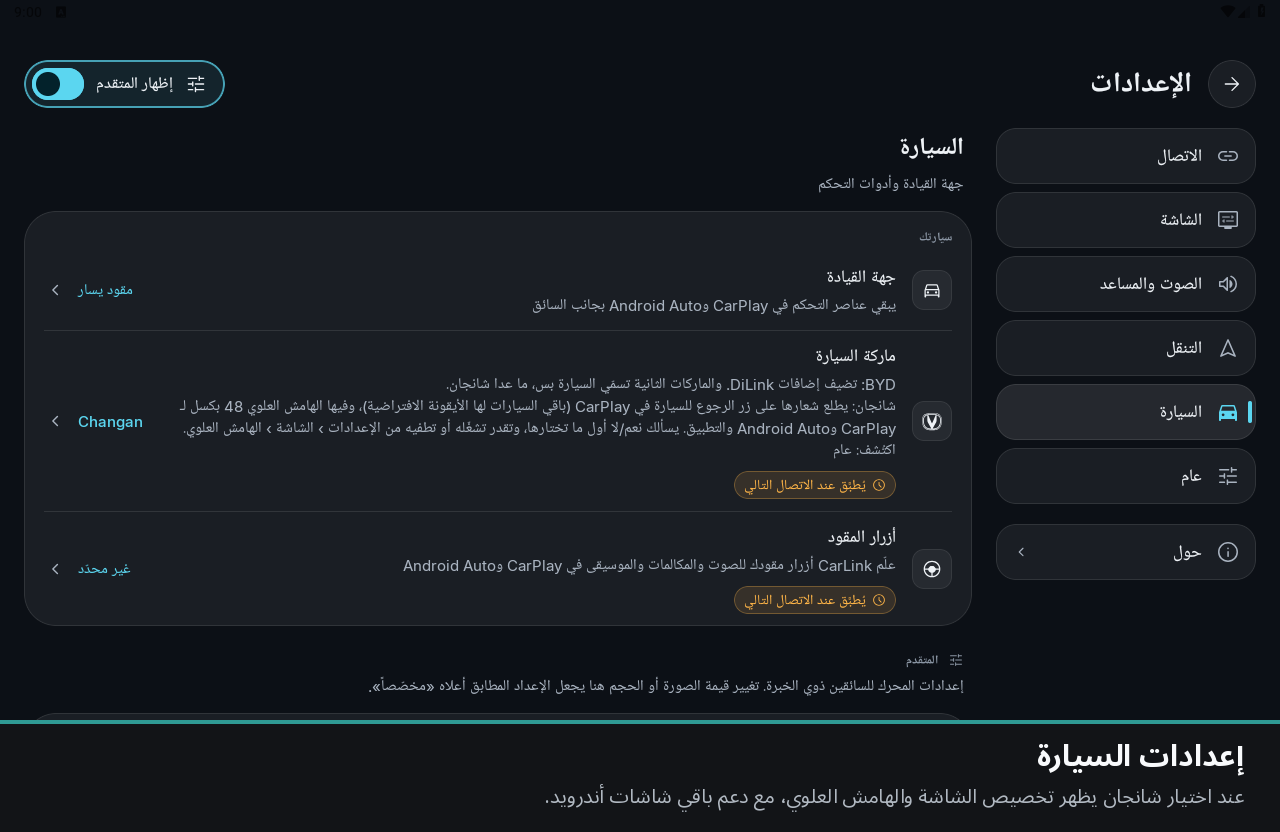 9:00
الإعدادات
إظهار المتقدم
الاتصال
الشاشة
الصوت والمساعد
التنقل
السيارة
عام
حول
السيارة
جهة القيادة وأدوات التحكم
سيارتك
جهة القيادة
يبقي عناصر التحكم في CarPlay وAndroid Auto بجانب السائق
مقود يسار
ماركة السيارة
BYD: تضيف إضافات DiLink. والماركات الثانية تسمّي السيارة بس، ما عدا شانجان.
شانجان: يطلع شعارها على زر الرجوع للسيارة في CarPlay (باقي السيارات لها الأيقونة الافتراضية)، وفيها الهامش العلوي 48 بكسل لـ
CarPlay وAndroid Auto والتطبيق. يسألك نعم/لا أول ما تختارها، وتقدر تشغّله أو تطفيه من الإعدادات › الشاشة › الهامش العلوي.
اكتُشف: عام
Changan
يُطبَّق عند الاتصال التالي
أزرار المقود
علّم CarLink أزرار مقودك للصوت والمكالمات والموسيقى في CarPlay وAndroid Auto
غير محدّد
يُطبَّق عند الاتصال التالي
المتقدم
إعدادات المحرك للسائقين ذوي الخبرة. تغيير قيمة الصورة أو الحجم هنا يجعل الإعداد المطابق أعلاه «مخصّصاً».
إعدادات السيارة
عند اختيار شانجان يظهر تخصيص الشاشة والهامش العلوي، مع دعم باقي شاشات أندرويد.